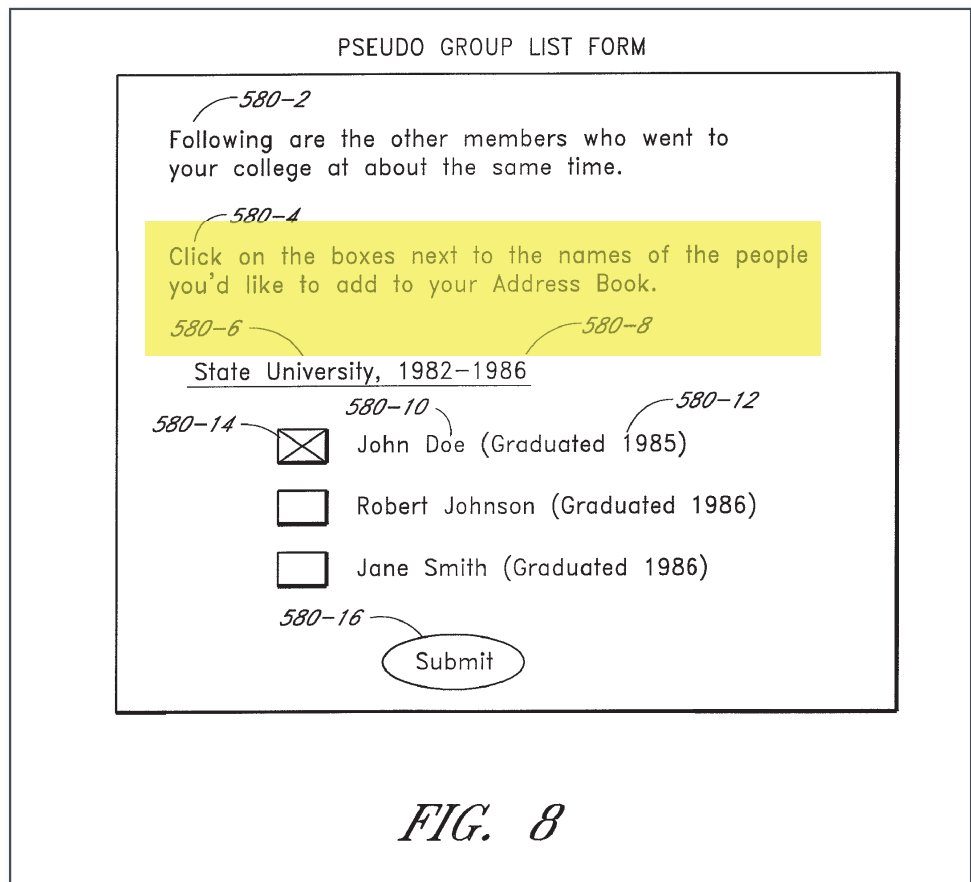 PSEUDO GROUP LIST FORM
580-2
Following are the other members who went to
your college at about the same time.
580-4
Click on the boxes next to the names of the people
you'd like to add to your Address Book.
580-6 580-8
State University, 1982-1986
580-10 580-12
580-14
John Doe (Graduated 1985)
Robert Johnson (Graduated 1986)
Jane Smith (Graduated 1986)
580-16
Submit
FIG. 8